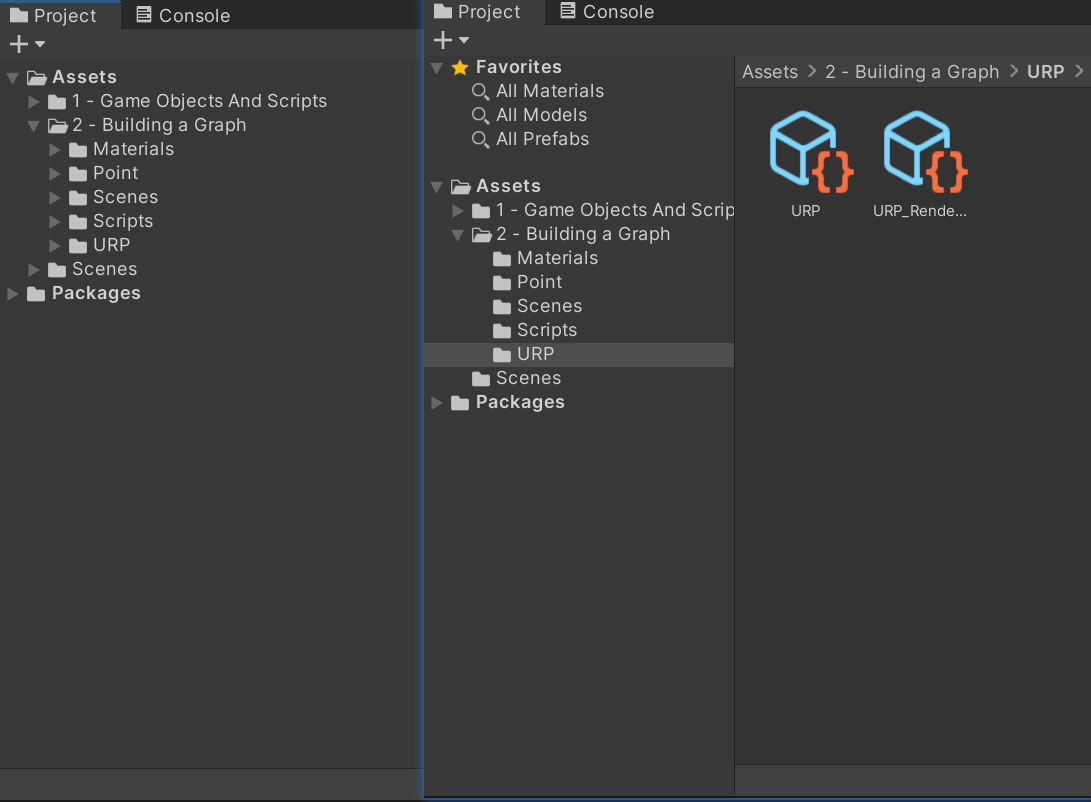 Project
Console
Assets
1 - Game Objects And Scripts
2 - Building a Graph
Materials
Point
Scenes
Scripts
URP
Scenes
Packages
Project
Console
Favorites
All Materials
All Models
All Prefabs
Assets
1 - Game Objects And Scrip
2 - Building a Graph
Materials
Point
Scenes
Scripts
URP
Scenes
Packages
Assets > 2 - Building a Graph > URP >
URP
URP_Rende...